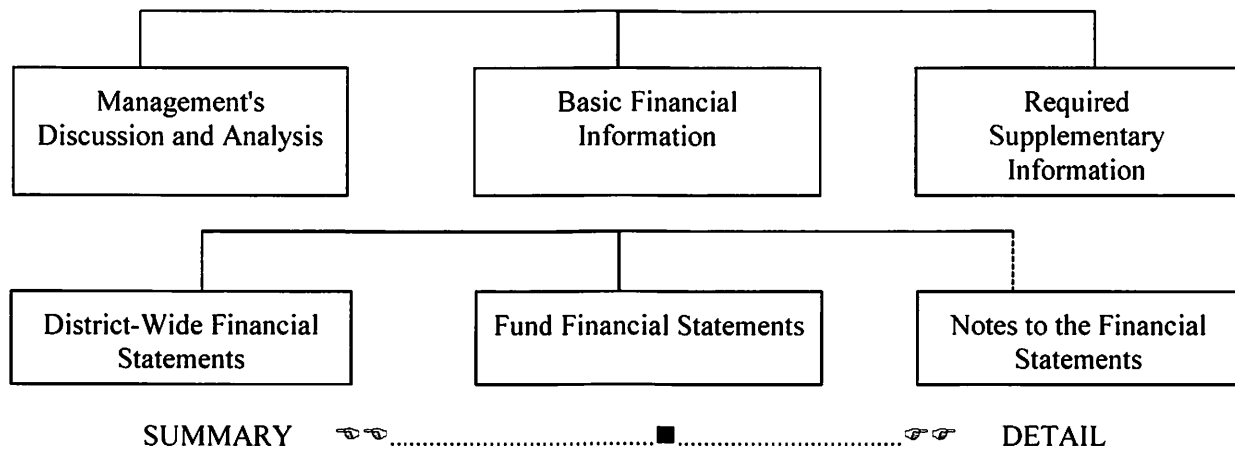 Management's
Discussion and Analysis
Basic Financial
Information
Required
Supplementary
Information
District-Wide Financial
Statements
Fund Financial Statements
Notes to the Financial
Statements
SUMMARY ☜☜........................................■..................................☞☞ DETAIL